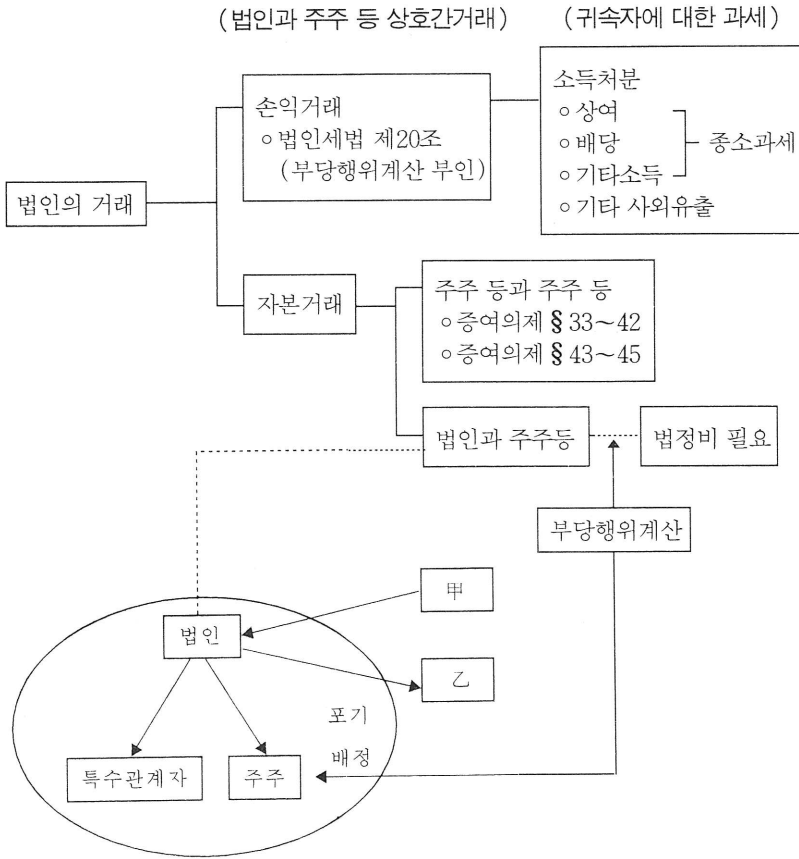 (법인과 주주 등 상호간거래)
(귀속자에 대한 과세)
손익거래
○ 법인세법 제20조
(부당행위계산 부인)
소득처분
○ 상여
○ 배당
○ 기타소득
종소과세
○ 기타 사외유출
법인의 거래
자본거래
주주 등과 주주 등
○ 증여의제 §33~42
○ 증여의제 §43~45
법인과 주주등
법정비 필요
부당행위계산
甲
법인
乙
포기
배정
특수관계자
주주